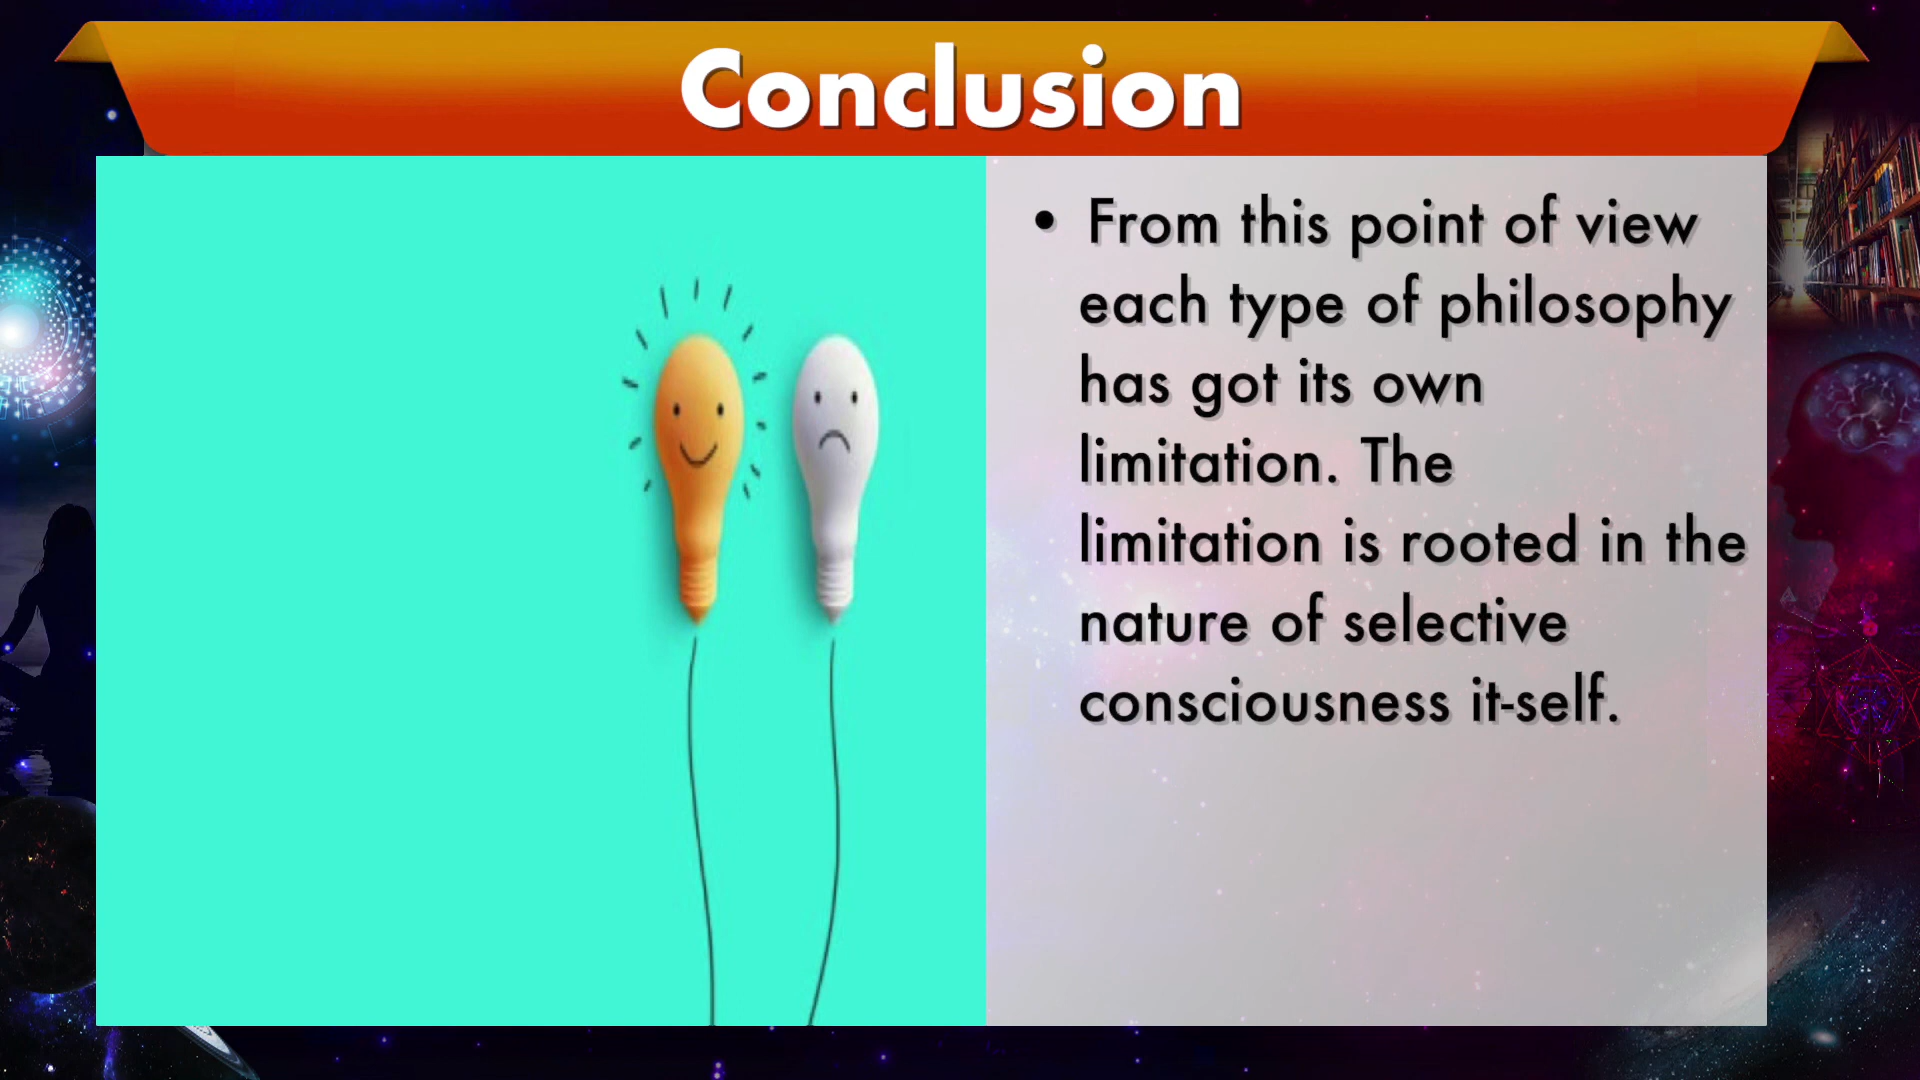 Conclusion
• From this point of view
each type of philosophy
has got its own
limitation. The
limitation is rooted in the
nature of selective
consciousness it-self.